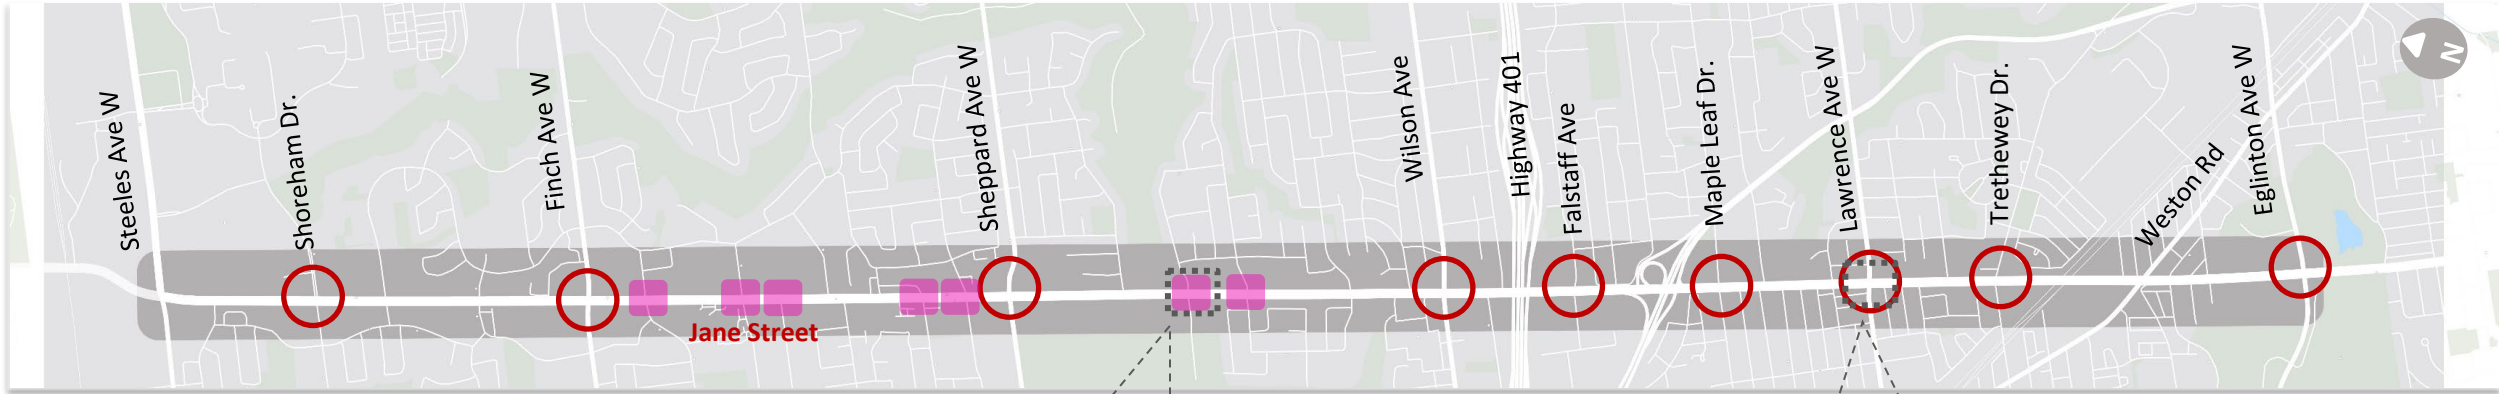 Steeles Ave W
Shoreham Dr.
Finch Ave W
Sheppard Ave W
Wilson Ave
Highway 401
Falstaff Ave
Maple Leaf Dr.
Lawrence Ave W
Trethewey Dr.
Weston Rd
Eglinton Ave W
N
Jane Street